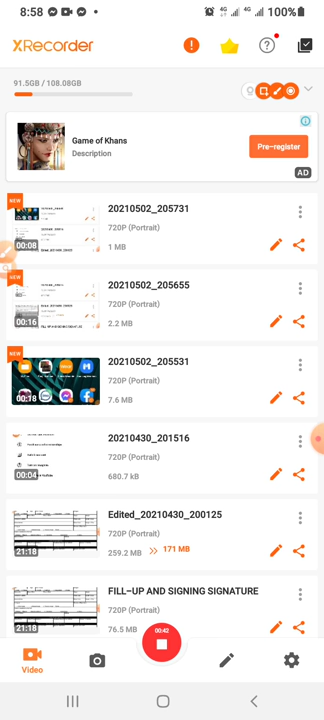 8:58
4G
4G
100%
XRecorder
91.5GB / 108.08GB
Game of Khans
Description
Pre-register
AD
NEW
20210502_205731
720P (Portrait)
00:08
1 MB
NEW
20210502_205655
720P (Portrait)
00:16
2.2 MB
NEW
20210502_205531
720P (Portrait)
00:18
7.6 MB
20210430_201516
720P (Portrait)
00:04
680.7 kB
Edited_20210430_200125
720P (Portrait)
21:18
259.2 MB >> 171 MB
FILL-UP AND SIGNING SIGNATURE
720P (Portrait)
21:18
76.5 MB
00:42
Video